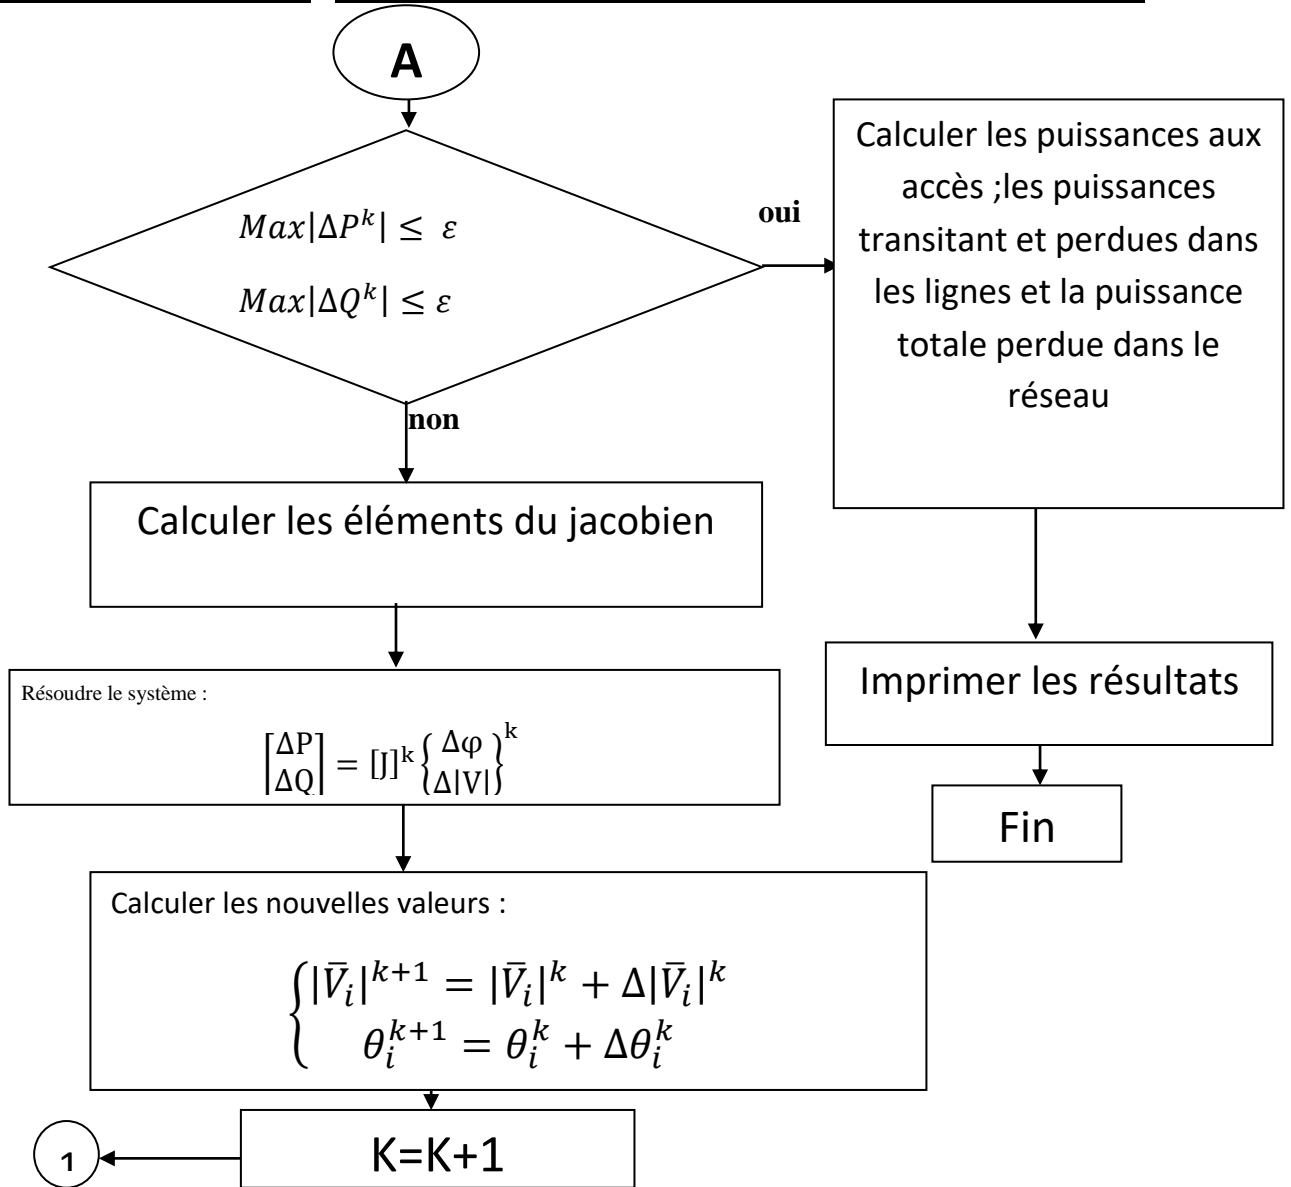 A
Max|ΔP^k| ≤ ε
Max|ΔQ^k| ≤ ε
oui
non
Calculer les puissances aux
accès ;les puissances
transitant et perdues dans
les lignes et la puissance
totale perdue dans le
réseau
Calculer les éléments du jacobien
Résoudre le système :
[ΔP ΔQ] = [J]^k {Δφ Δ|V|}^k
Imprimer les résultats
Fin
Calculer les nouvelles valeurs :
|V̄_i|^{k+1} = |V̄_i|^k + Δ|V̄_i|^k
θ_i^{k+1} = θ_i^k + Δθ_i^k
K=K+1
1